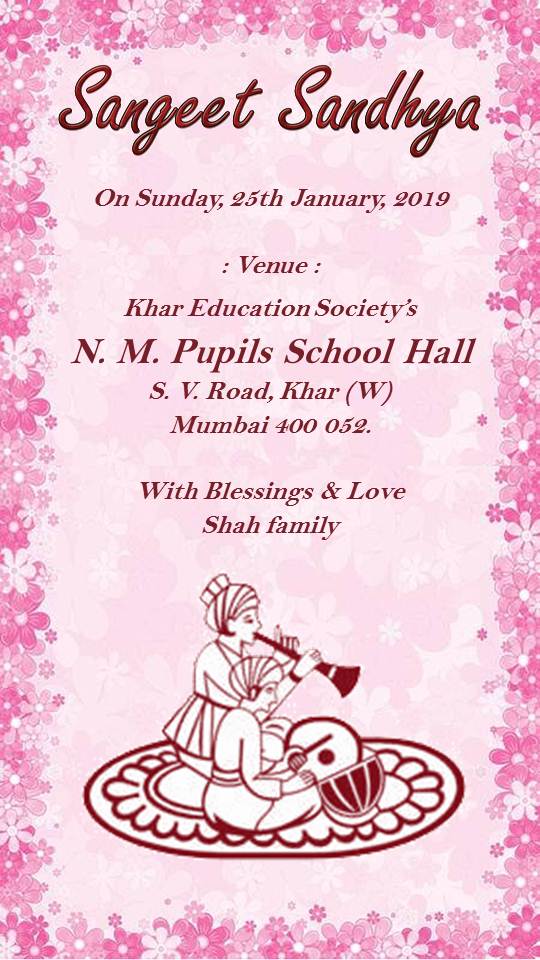 Sangeet Sandhya
On Sunday, 25th January, 2019
: Venue :
Khar Education Society's
N. M. Pupils School Hall
S. V. Road, Khar (W)
Mumbai 400 052.
With Blessings & Love
Shah family